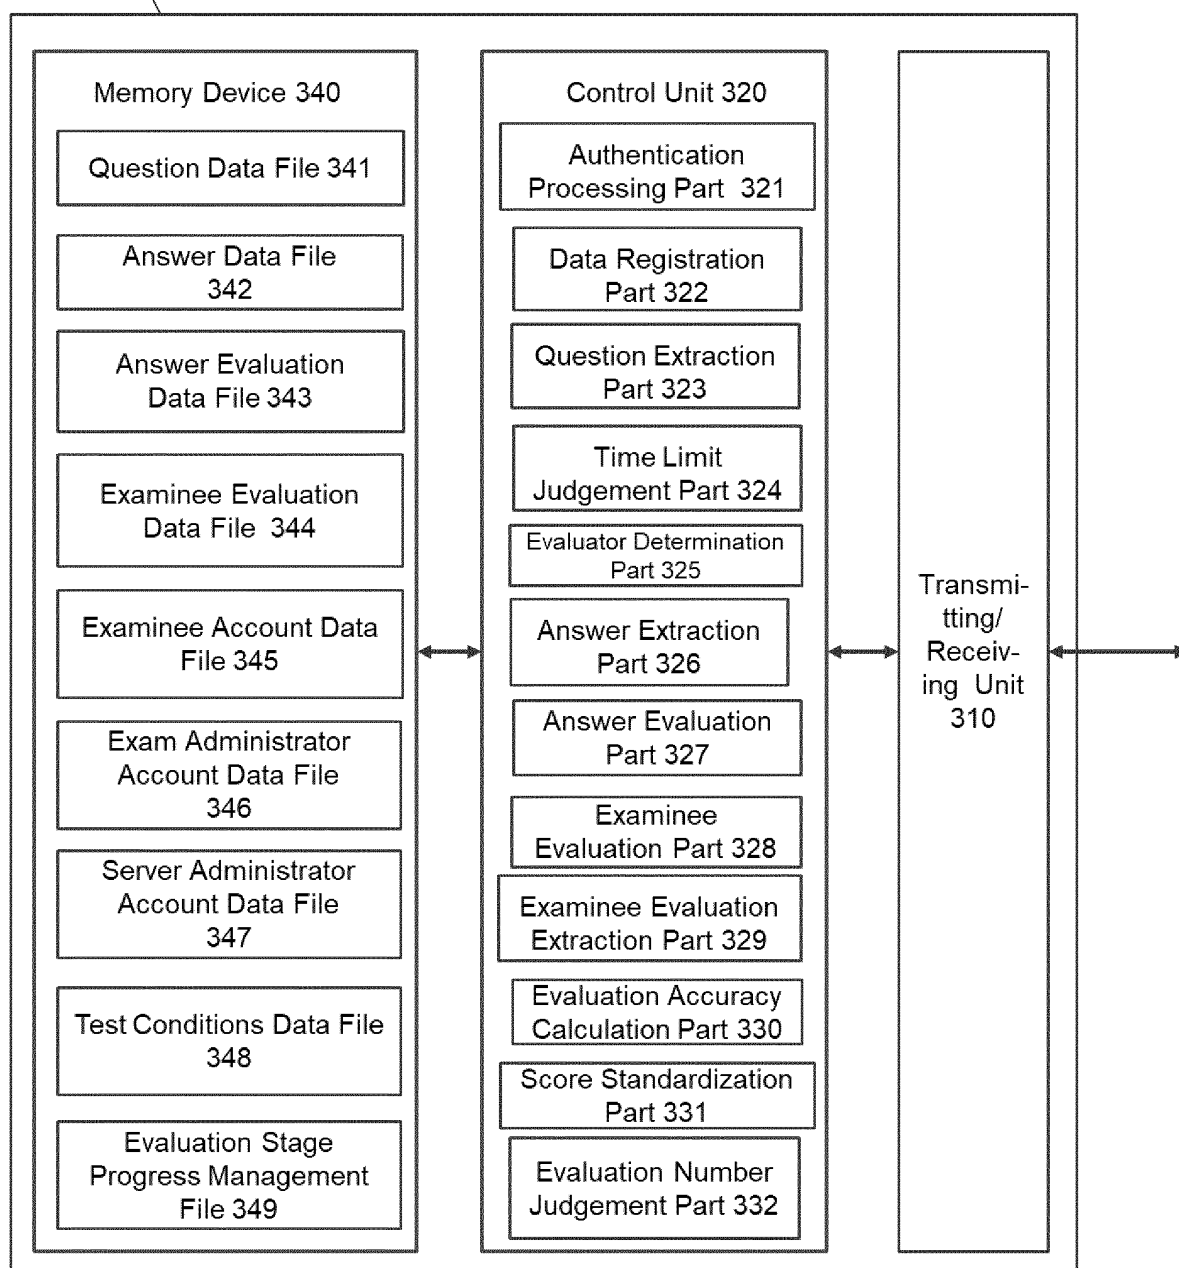 Memory Device 340
Question Data File 341
Answer Data File
342
Answer Evaluation
Data File 343
Examinee Evaluation
Data File 344
Examinee Account Data
File 345
Exam Administrator
Account Data File
346
Server Administrator
Account Data File
347
Test Conditions Data File
348
Evaluation Stage
Progress Management
File 349
Control Unit 320
Authentication
Processing Part 321
Data Registration
Part 322
Question Extraction
Part 323
Time Limit
Judgement Part 324
Evaluator Determination
Part 325
Answer Extraction
Part 326
Answer Evaluation
Part 327
Examinee
Evaluation Part 328
Examinee Evaluation
Extraction Part 329
Evaluation Accuracy
Calculation Part 330
Score Standardization
Part 331
Evaluation Number
Judgement Part 332
Transmi-
tting/
Receiv-
ing Unit
310